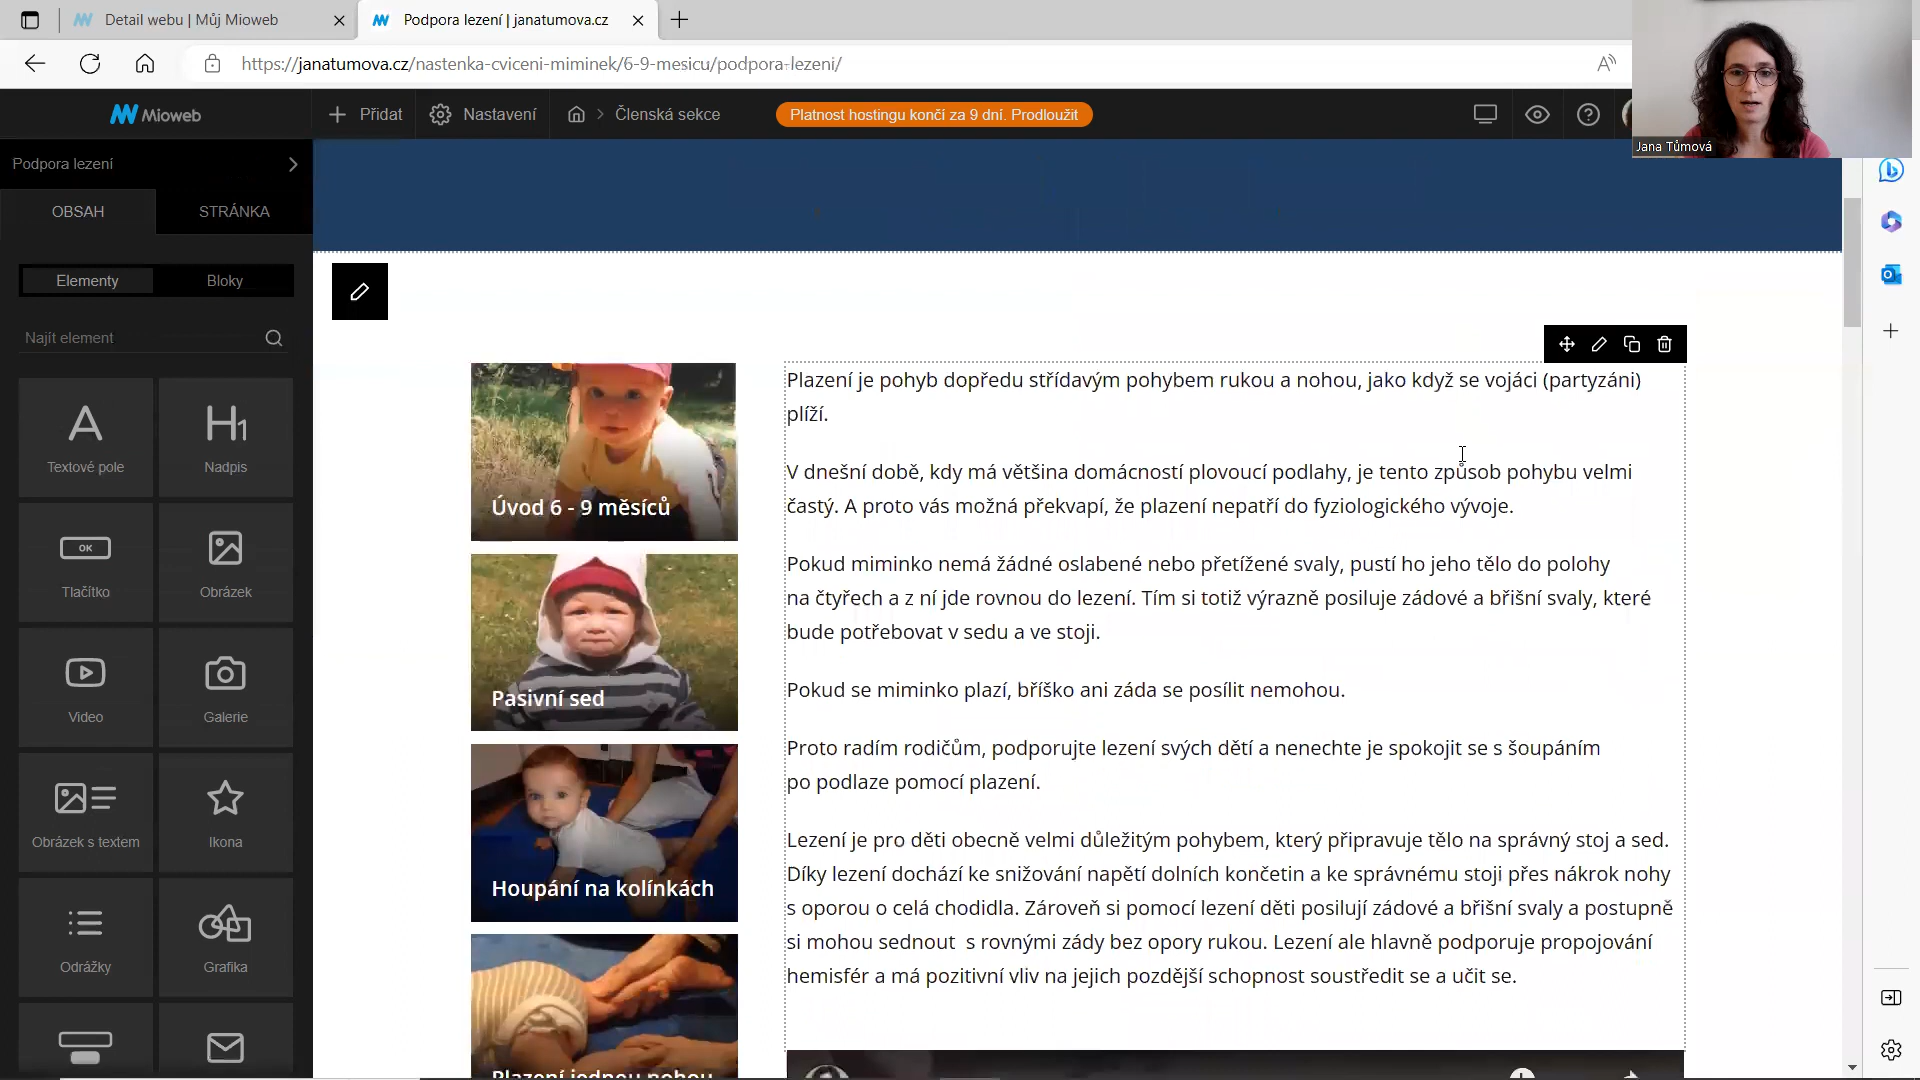 Detail webu | Můj Mioweb
Podpora lezení | janatumova.cz
https://janatumova.cz/nastenka-cviceni-miminek/6-9-mesicu/podpora-lezeni/
Jana Tůmová
Mioweb
Přidat
Nastavení
Členská sekce
Platnost hostingu končí za 9 dní. Prodloužit
Podpora lezení
OBSAH
STRÁNKA
Elementy
Bloky
Najít element
Textové pole
Nadpis
OK
Tlačítko
Obrázek
Video
Galerie
Obrázek s textem
Ikona
Odrážky
Grafika
Úvod 6 - 9 měsíců
Pasivní sed
Houpání na kolínkách
Plazení jednou nohou
Plazení je pohyb dopředu střídavým pohybem rukou a nohou, jako když se vojáci (partyzáni)
plíží.
V dnešní době, kdy má většina domácností plovoucí podlahy, je tento způsob pohybu velmi
častý. A proto vás možná překvapí, že plazení nepatří do fyziologického vývoje.
Pokud miminko nemá žádné oslabené nebo přetížené svaly, pustí ho jeho tělo do polohy
na čtyřech a z ní jde rovnou do lezení. Tím si totiž výrazně posiluje zádové a břišní svaly, které
bude potřebovat v sedu a ve stoji.
Pokud se miminko plazí, bříško ani záda se posílit nemohou.
Proto radím rodičům, podporujte lezení svých dětí a nenechte je spokojit se s šoupáním
po podlaze pomocí plazení.
Lezení je pro děti obecně velmi důležitým pohybem, který připravuje tělo na správný stoj a sed.
Díky lezení dochází ke snižování napětí dolních končetin a ke správnému stoji přes nákrok nohy
s oporou o celá chodidla. Zároveň si pomocí lezení děti posilují zádové a břišní svaly a postupně
si mohou sednout  s rovnými zády bez opory rukou. Lezení ale hlavně podporuje propojování
hemisfér a má pozitivní vliv na jejich pozdější schopnost soustředit se a učit se.